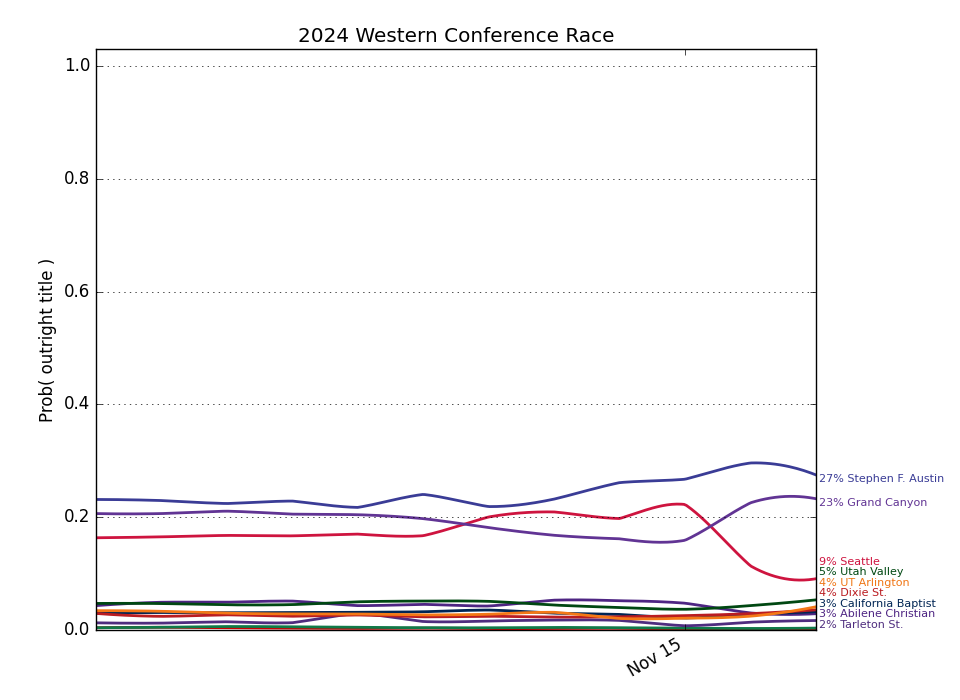 2024 Western Conference Race
Prob( outright title )
1.0
0.8
0.6
0.4
0.2
0.0
Nov 15
27% Stephen F. Austin
23% Grand Canyon
9% Seattle
5% Utah Valley
4% UT Arlington
4% Dixie St.
3% California Baptist
3% Abilene Christian
2% Tarleton St.